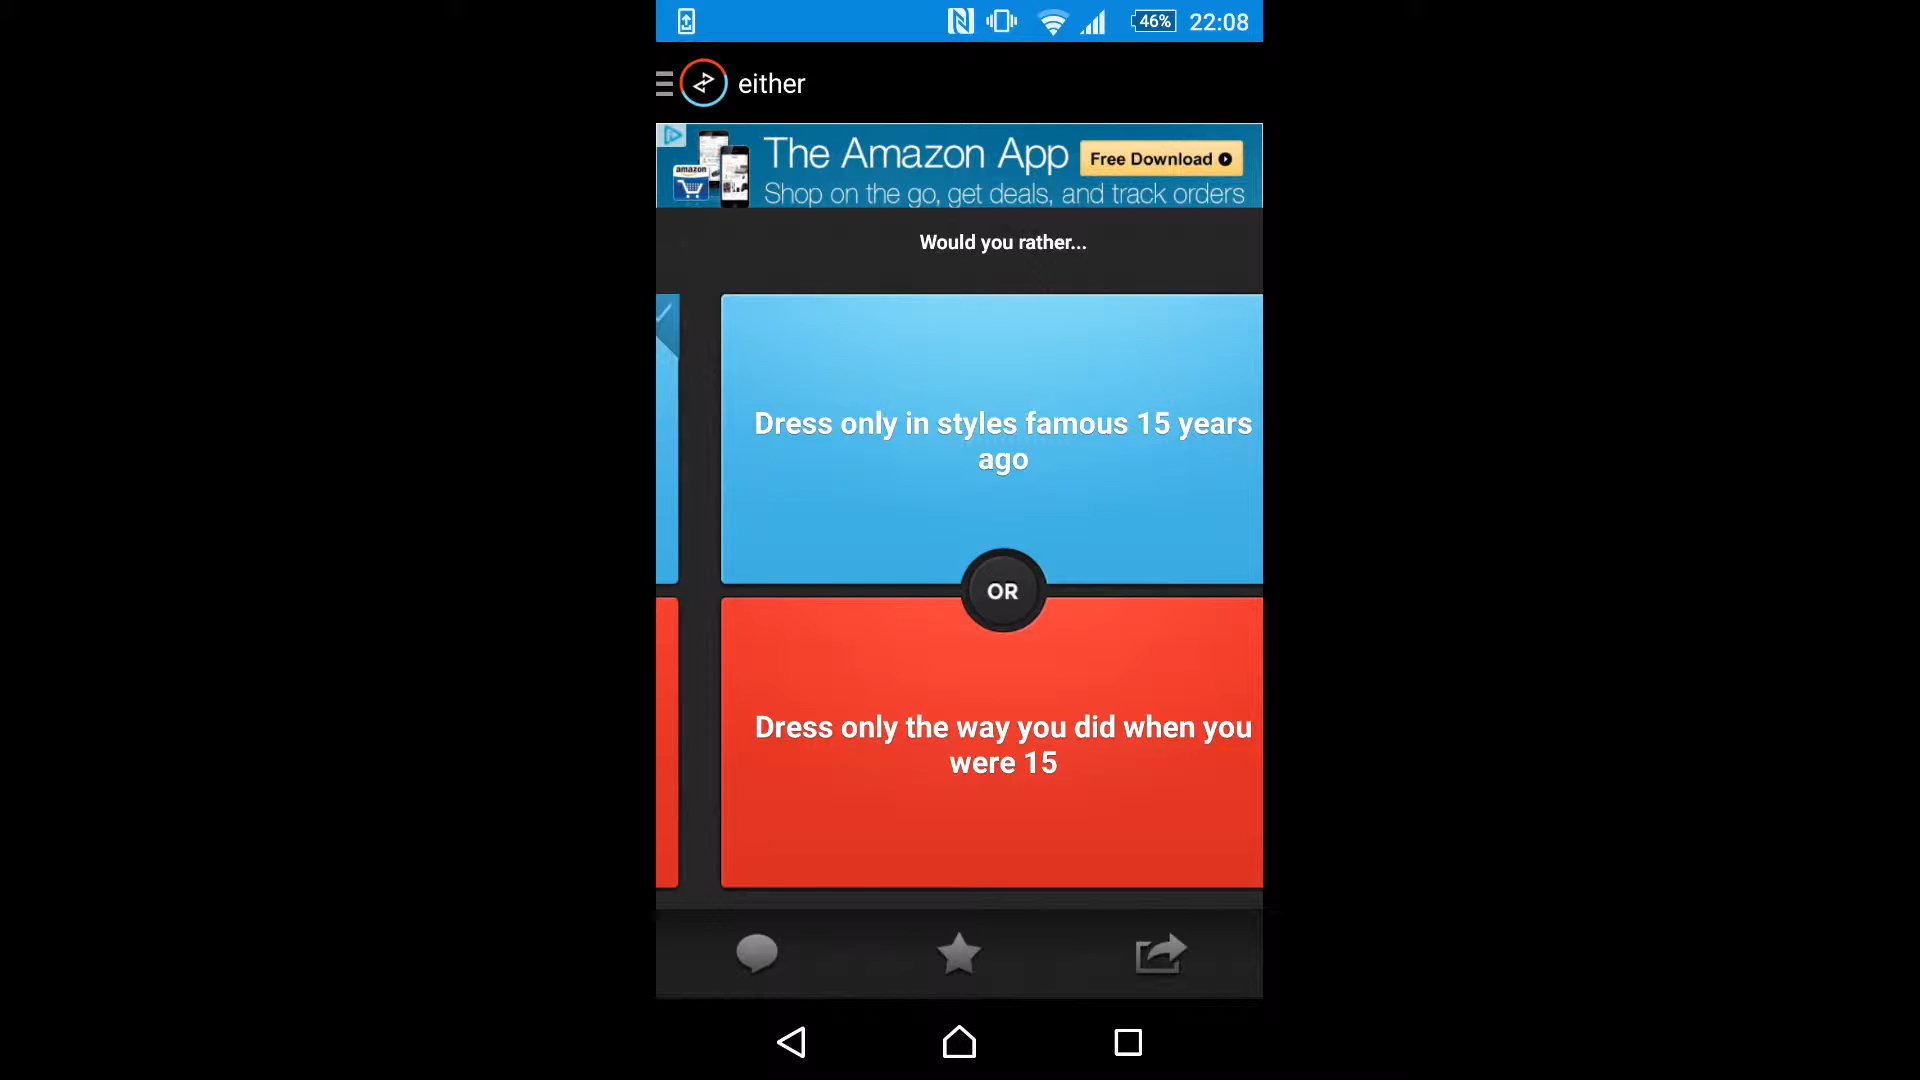 46% 22:08
either
The Amazon App
Free Download
amazon
Shop on the go, get deals, and track orders
Would you rather...
Dress only in styles famous 15 years
ago
OR
Dress only the way you did when you
were 15